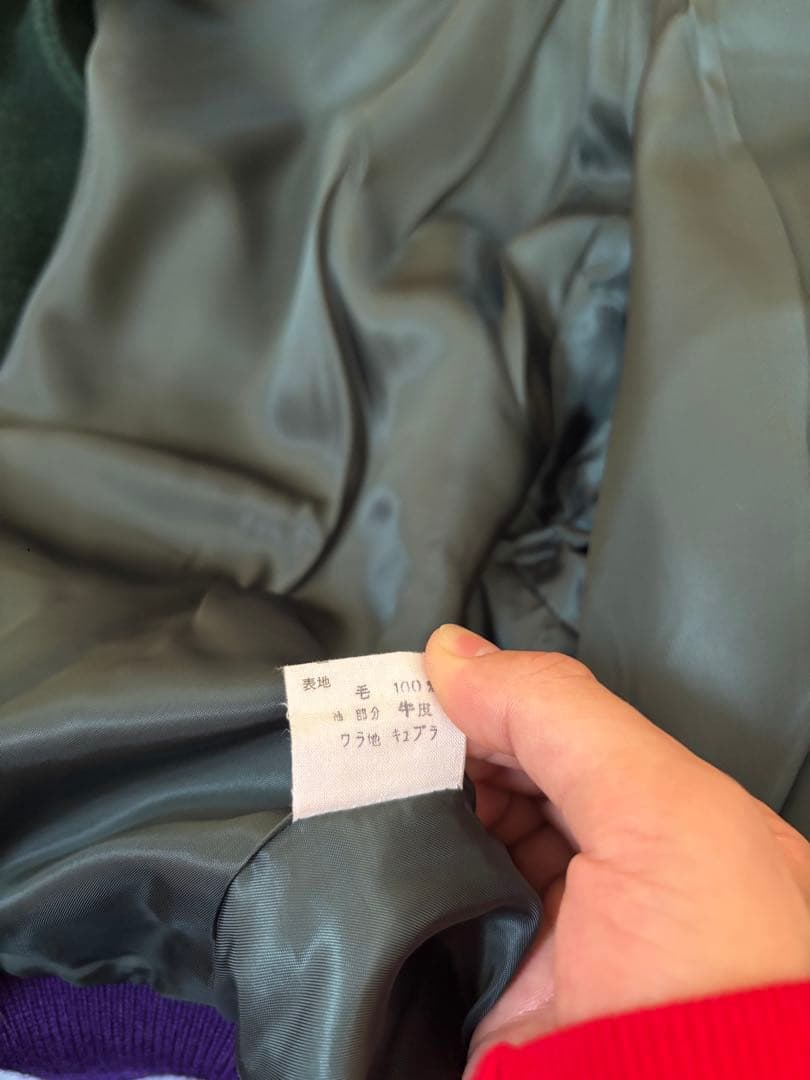 表地 毛 100%
袖 部分 牛皮
ウラ地 キュプラ